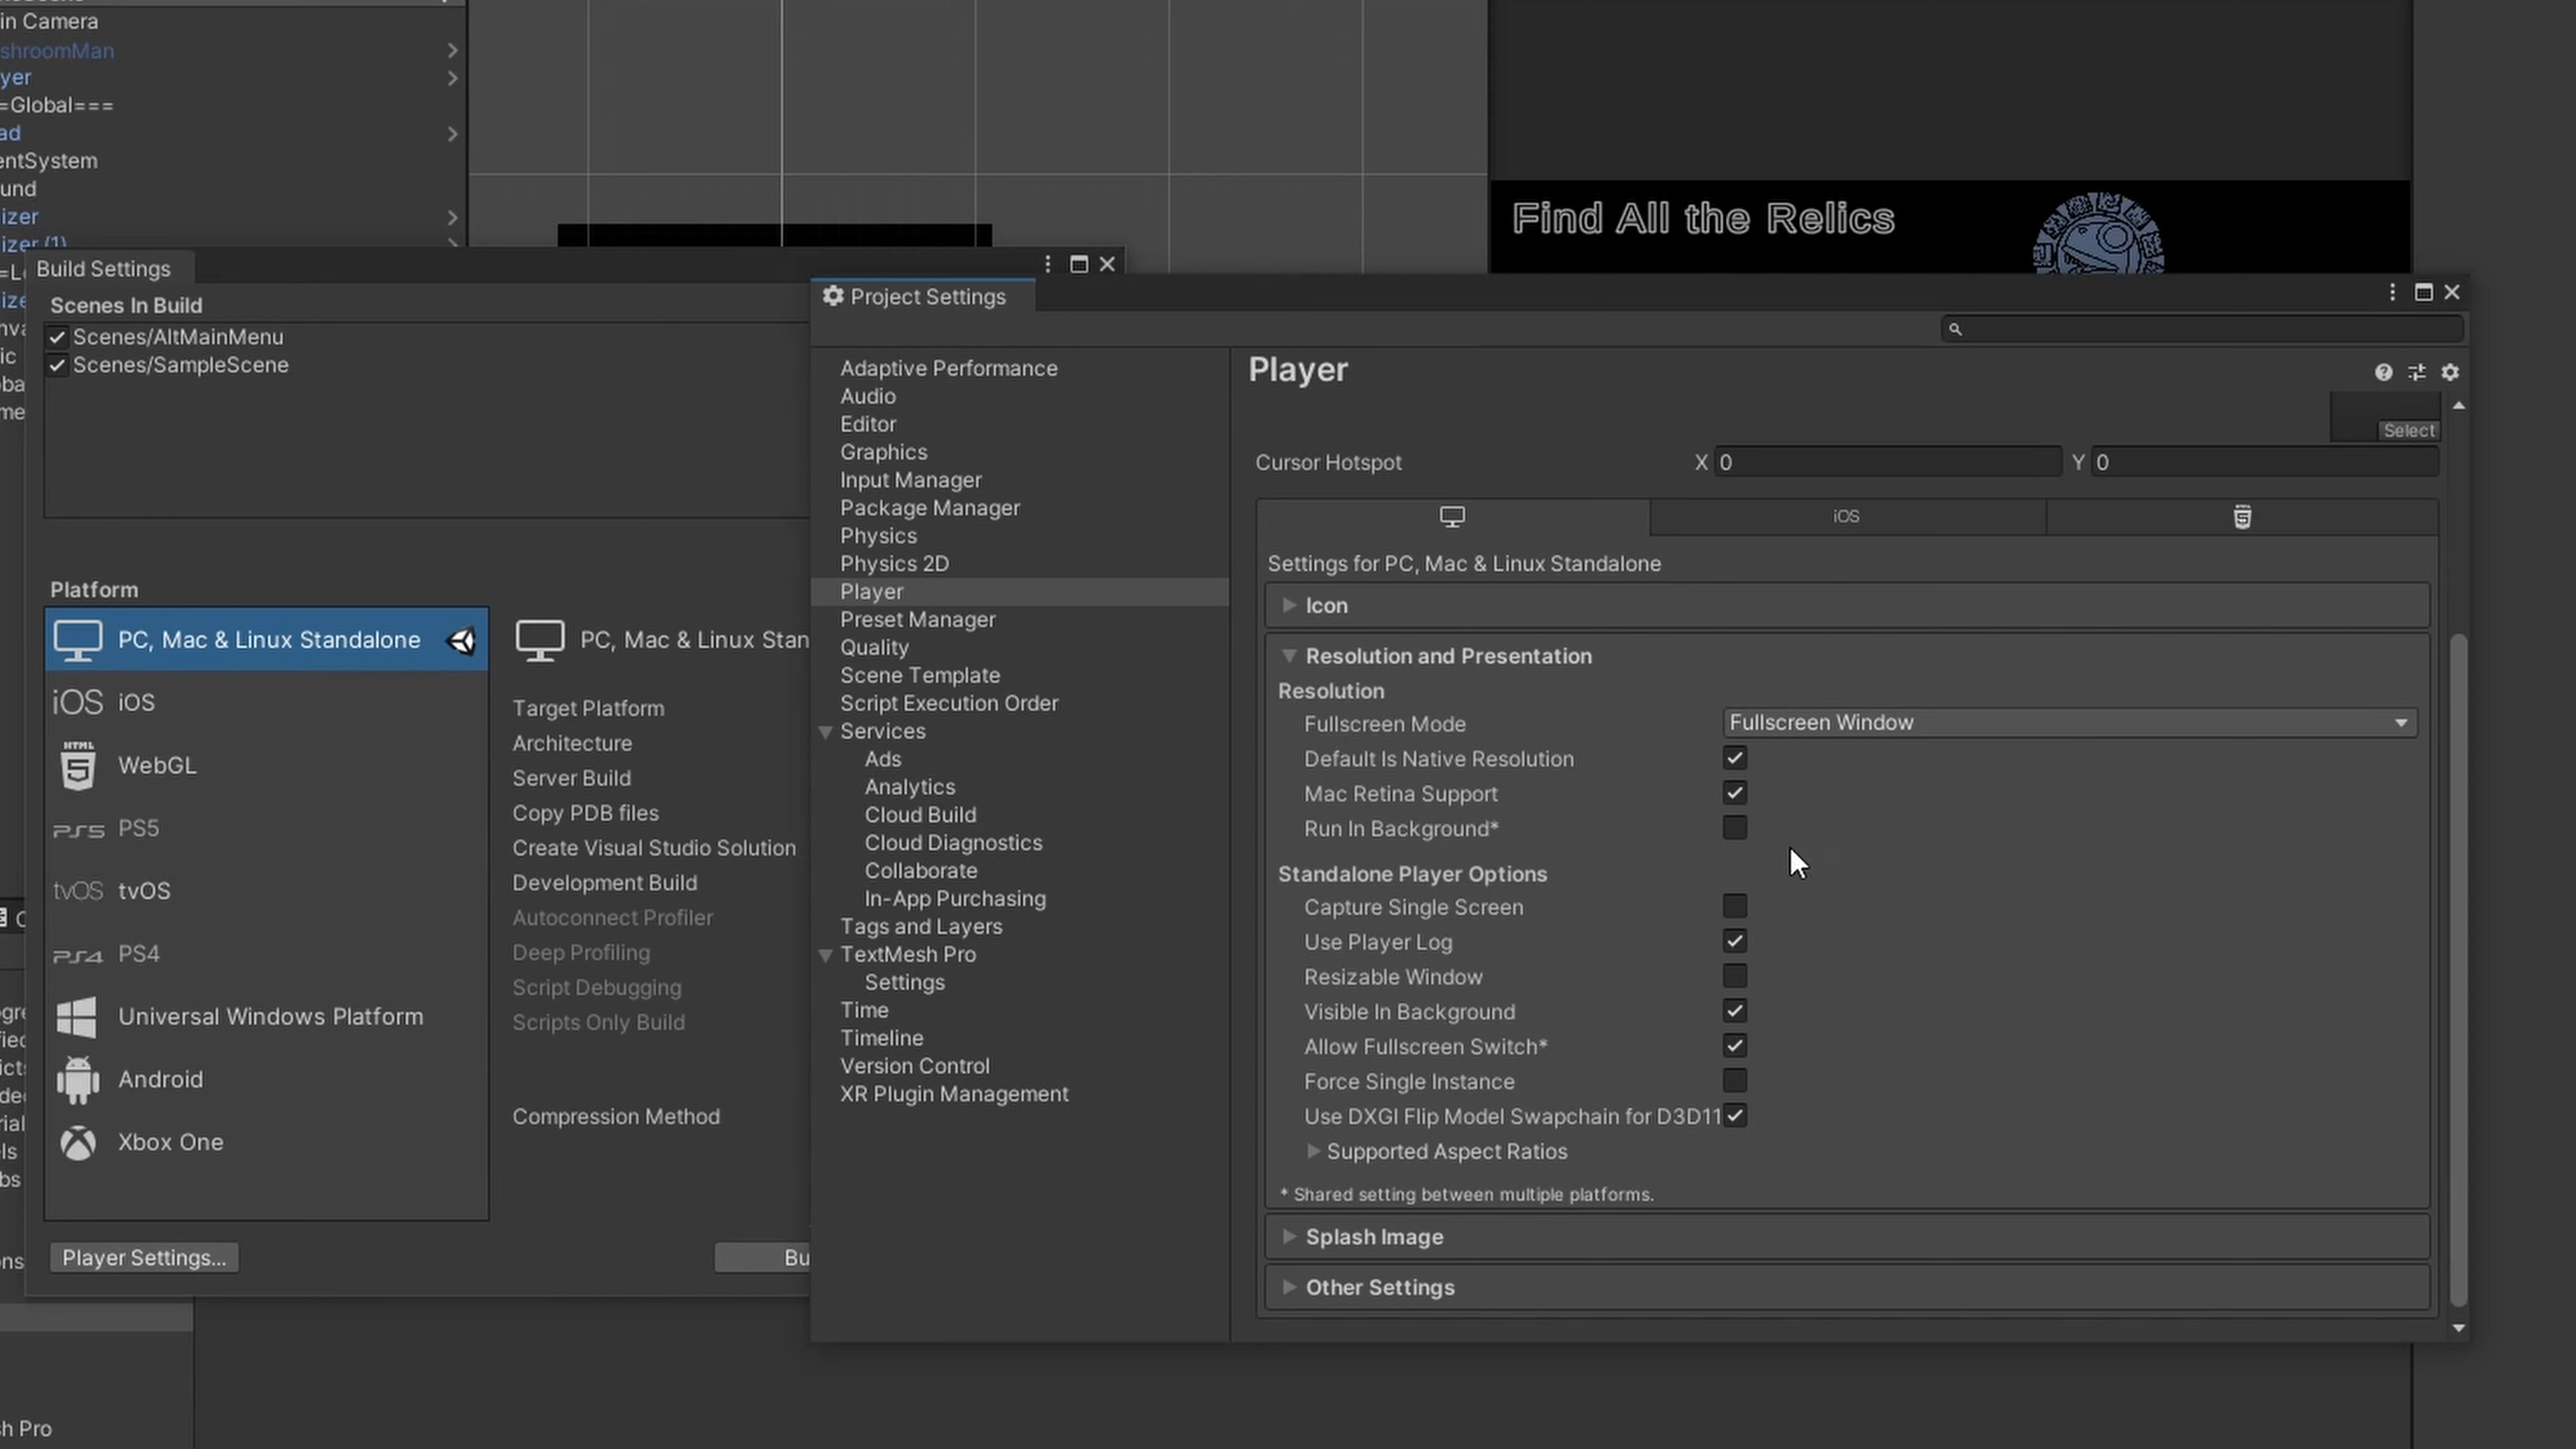 in Camera
shroomMan
yer
=Global===
ad
entSystem
und
izer
izer (1)
Find All the Relics
Build Settings
Scenes In Build
Scenes/AltMainMenu
Scenes/SampleScene
Platform
PC, Mac & Linux Standalone
iOS iOS
HTML 5 WebGL
PS5 PS5
tvOS tvOS
PS4 PS4
Universal Windows Platform
Android
Xbox One
Player Settings...
PC, Mac & Linux Stan
Target Platform
Architecture
Server Build
Copy PDB files
Create Visual Studio Solution
Development Build
Autoconnect Profiler
Deep Profiling
Script Debugging
Scripts Only Build
Compression Method
Bu
Project Settings
Adaptive Performance
Audio
Editor
Graphics
Input Manager
Package Manager
Physics
Physics 2D
Player
Preset Manager
Quality
Scene Template
Script Execution Order
Services
Ads
Analytics
Cloud Build
Cloud Diagnostics
Collaborate
In-App Purchasing
Tags and Layers
TextMesh Pro
Settings
Time
Timeline
Version Control
XR Plugin Management
Player
Select
Cursor Hotspot X 0 Y 0
iOS
Settings for PC, Mac & Linux Standalone
Icon
Resolution and Presentation
Resolution
Fullscreen Mode Fullscreen Window
Default Is Native Resolution
Mac Retina Support
Run In Background*
Standalone Player Options
Capture Single Screen
Use Player Log
Resizable Window
Visible In Background
Allow Fullscreen Switch*
Force Single Instance
Use DXGI Flip Model Swapchain for D3D11
Supported Aspect Ratios
* Shared setting between multiple platforms.
Splash Image
Other Settings
sh Pro